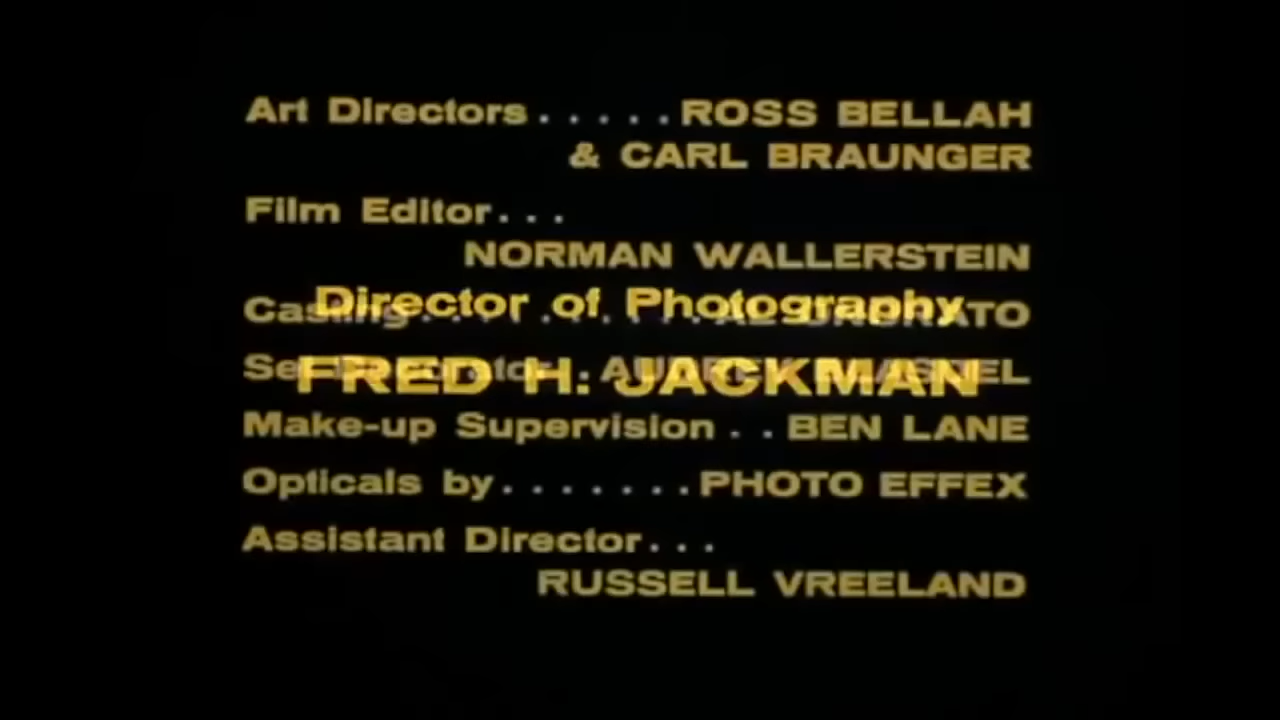 Art Directors.....ROSS BELLAH
& CARL BRAUNGER
Film Editor...
NORMAN WALLERSTEIN
Director of Photography
Casting
FRED H. JACKMAN
Make-up Supervision..BEN LANE
Opticals by.......PHOTO EFFEX
Assistant Director...
RUSSELL VREELAND